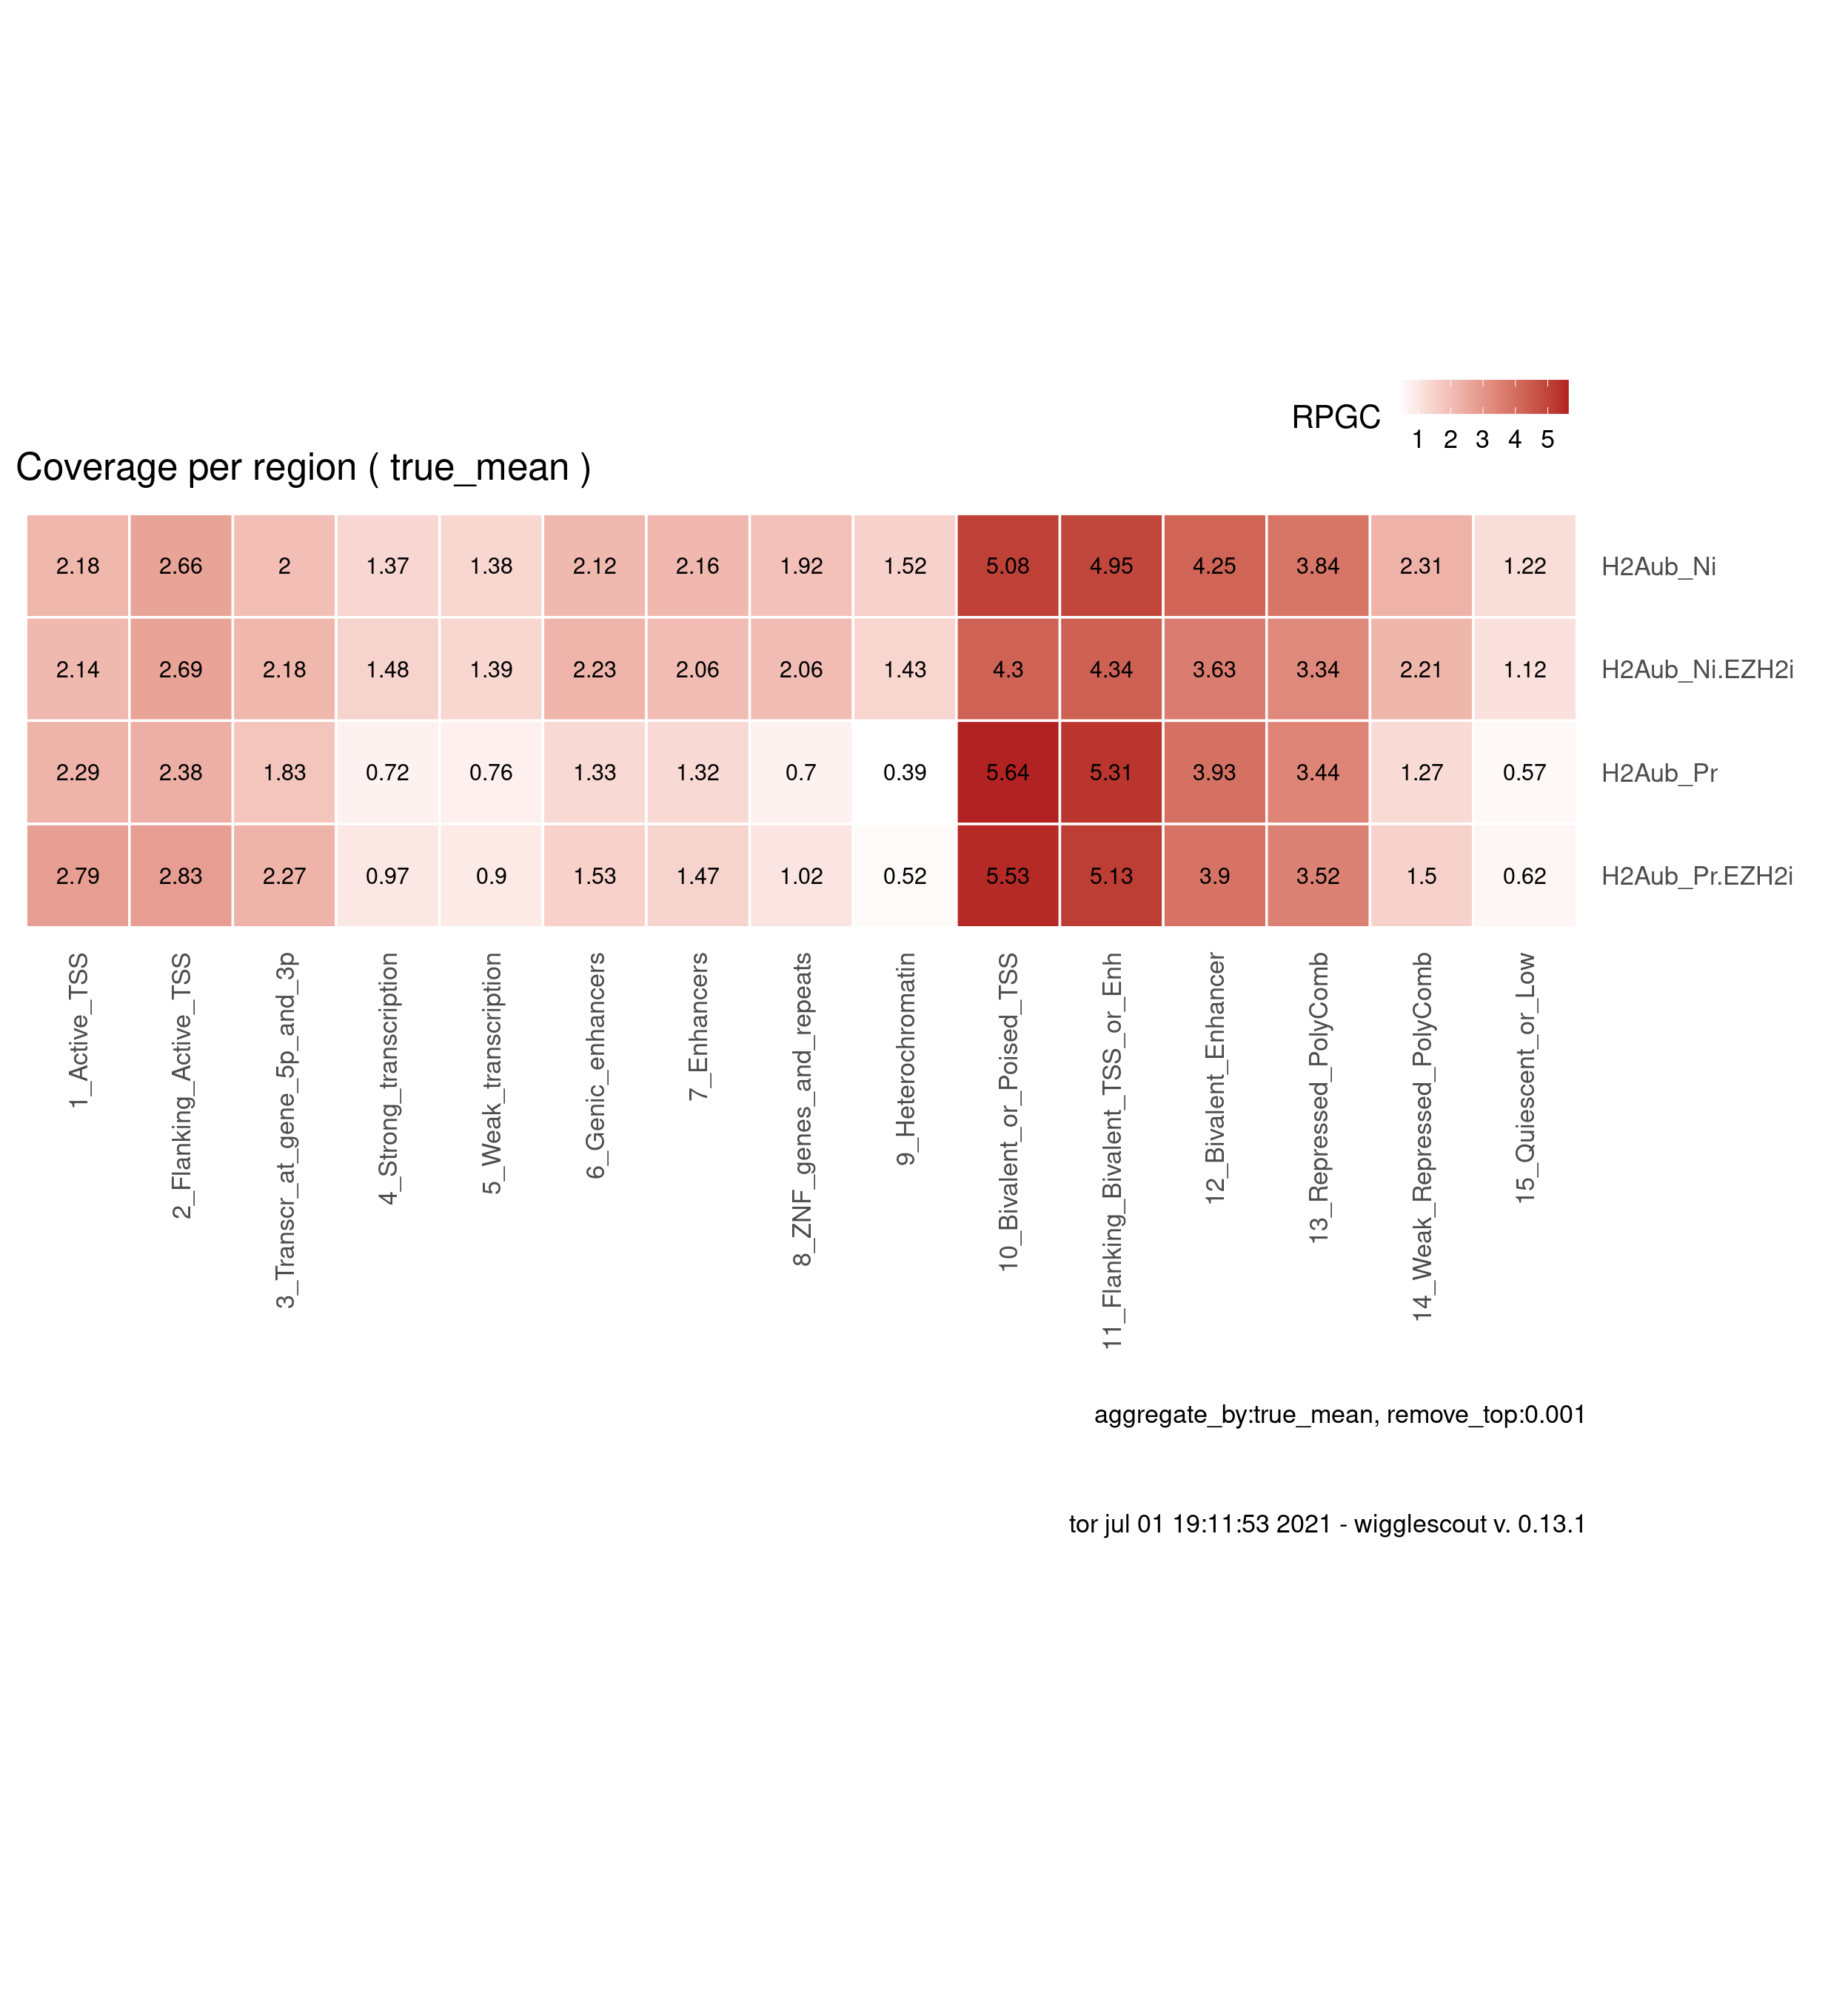 RPGC
1 2 3 4 5
Coverage per region ( true_mean )
2.18 2.66 2 1.37 1.38 2.12 2.16 1.92 1.52 5.08 4.95 4.25 3.84 2.31 1.22 H2Aub_Ni
2.14 2.69 2.18 1.48 1.39 2.23 2.06 2.06 1.43 4.3 4.34 3.63 3.34 2.21 1.12 H2Aub_Ni.EZH2i
2.29 2.38 1.83 0.72 0.76 1.33 1.32 0.7 0.39 5.64 5.31 3.93 3.44 1.27 0.57 H2Aub_Pr
2.79 2.83 2.27 0.97 0.9 1.53 1.47 1.02 0.52 5.53 5.13 3.9 3.52 1.5 0.62 H2Aub_Pr.EZH2i
1_Active_TSS
2_Flanking_Active_TSS
3_Transcr_at_gene_5p_and_3p
4_Strong_transcription
5_Weak_transcription
6_Genic_enhancers
7_Enhancers
8_ZNF_genes_and_repeats
9_Heterochromatin
10_Bivalent_or_Poised_TSS
11_Flanking_Bivalent_TSS_or_Enh
12_Bivalent_Enhancer
13_Repressed_PolyComb
14_Weak_Repressed_PolyComb
15_Quiescent_or_Low
aggregate_by:true_mean, remove_top:0.001
tor jul 01 19:11:53 2021 - wigglescout v. 0.13.1